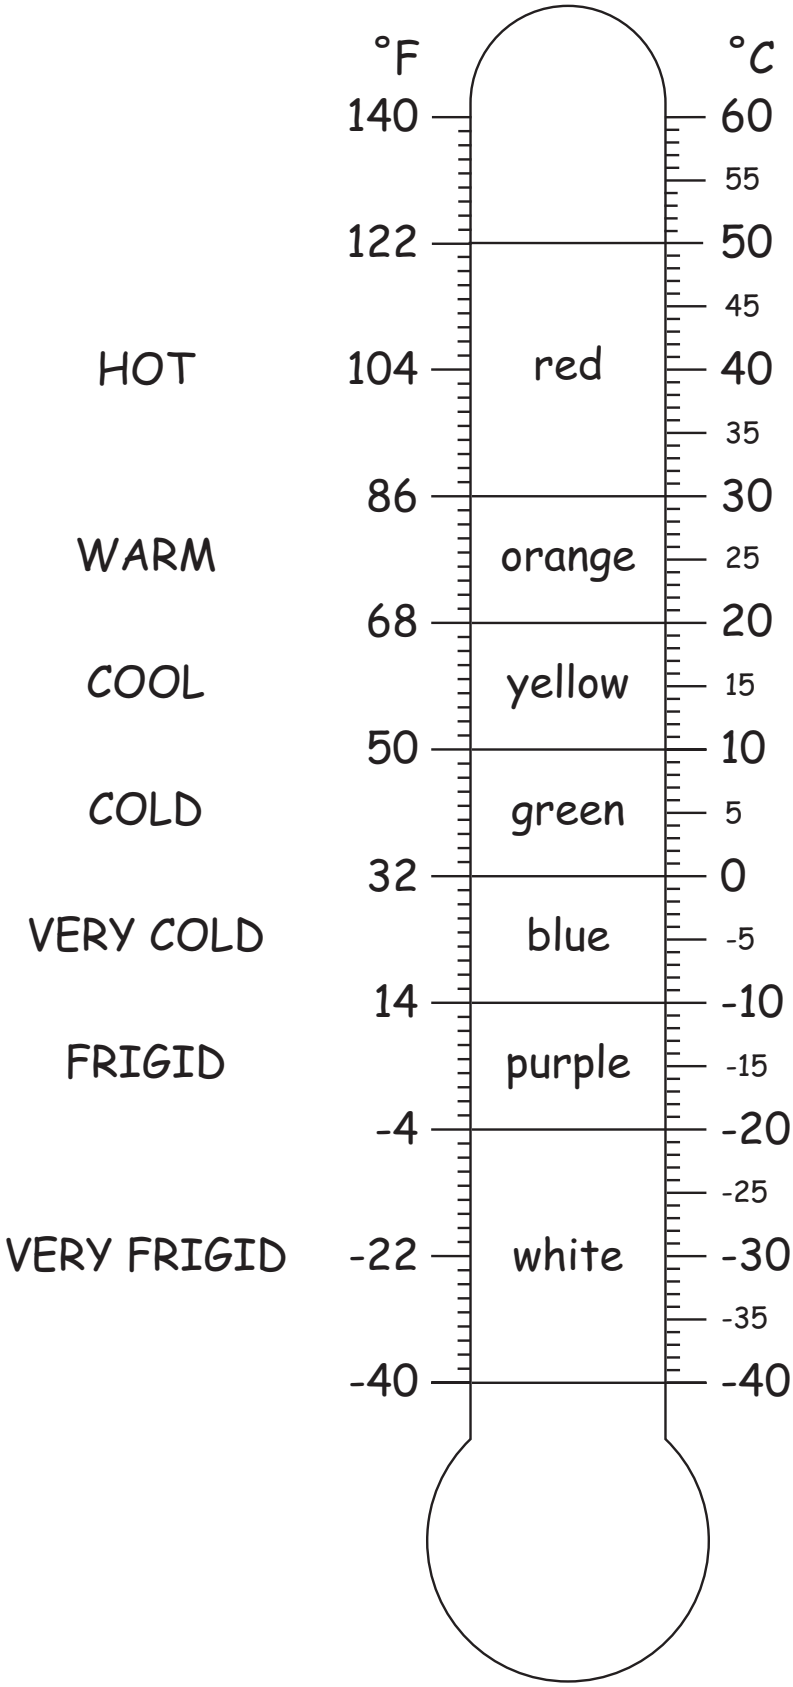 °F °C
140 60
55
122 50
45
HOT 104 red 40
35
86 30
WARM orange 25
68 20
COOL yellow 15
50 10
COLD green 5
32 0
VERY COLD blue -5
14 -10
FRIGID purple -15
-4 -20
-25
VERY FRIGID -22 white -30
-35
-40 -40